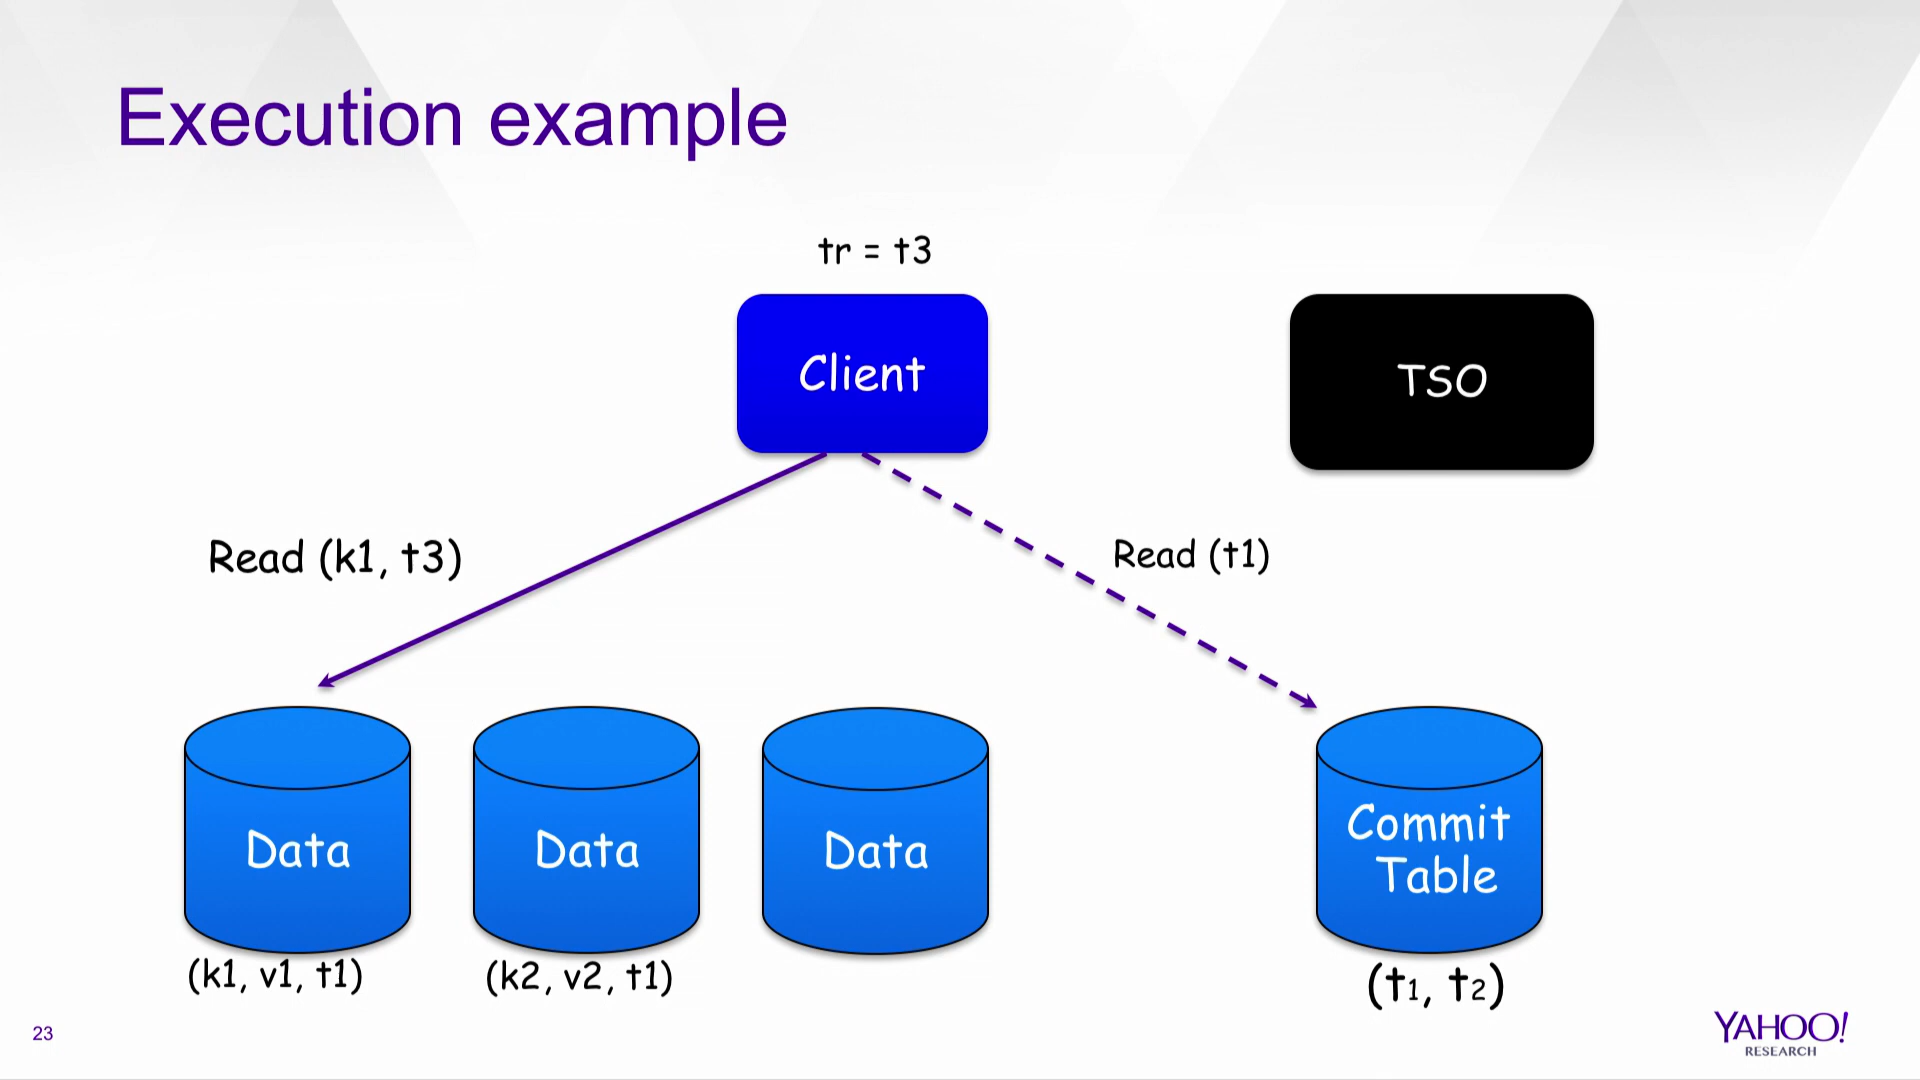 Execution example
tr = t3
Client
TSO
Read (k1, t3)
Read (t1)
Data
Data
Data
Commit
Table
(k1, v1, t1)
(k2, v2, t1)
(t1, t2)
23
YAHOO!
RESEARCH